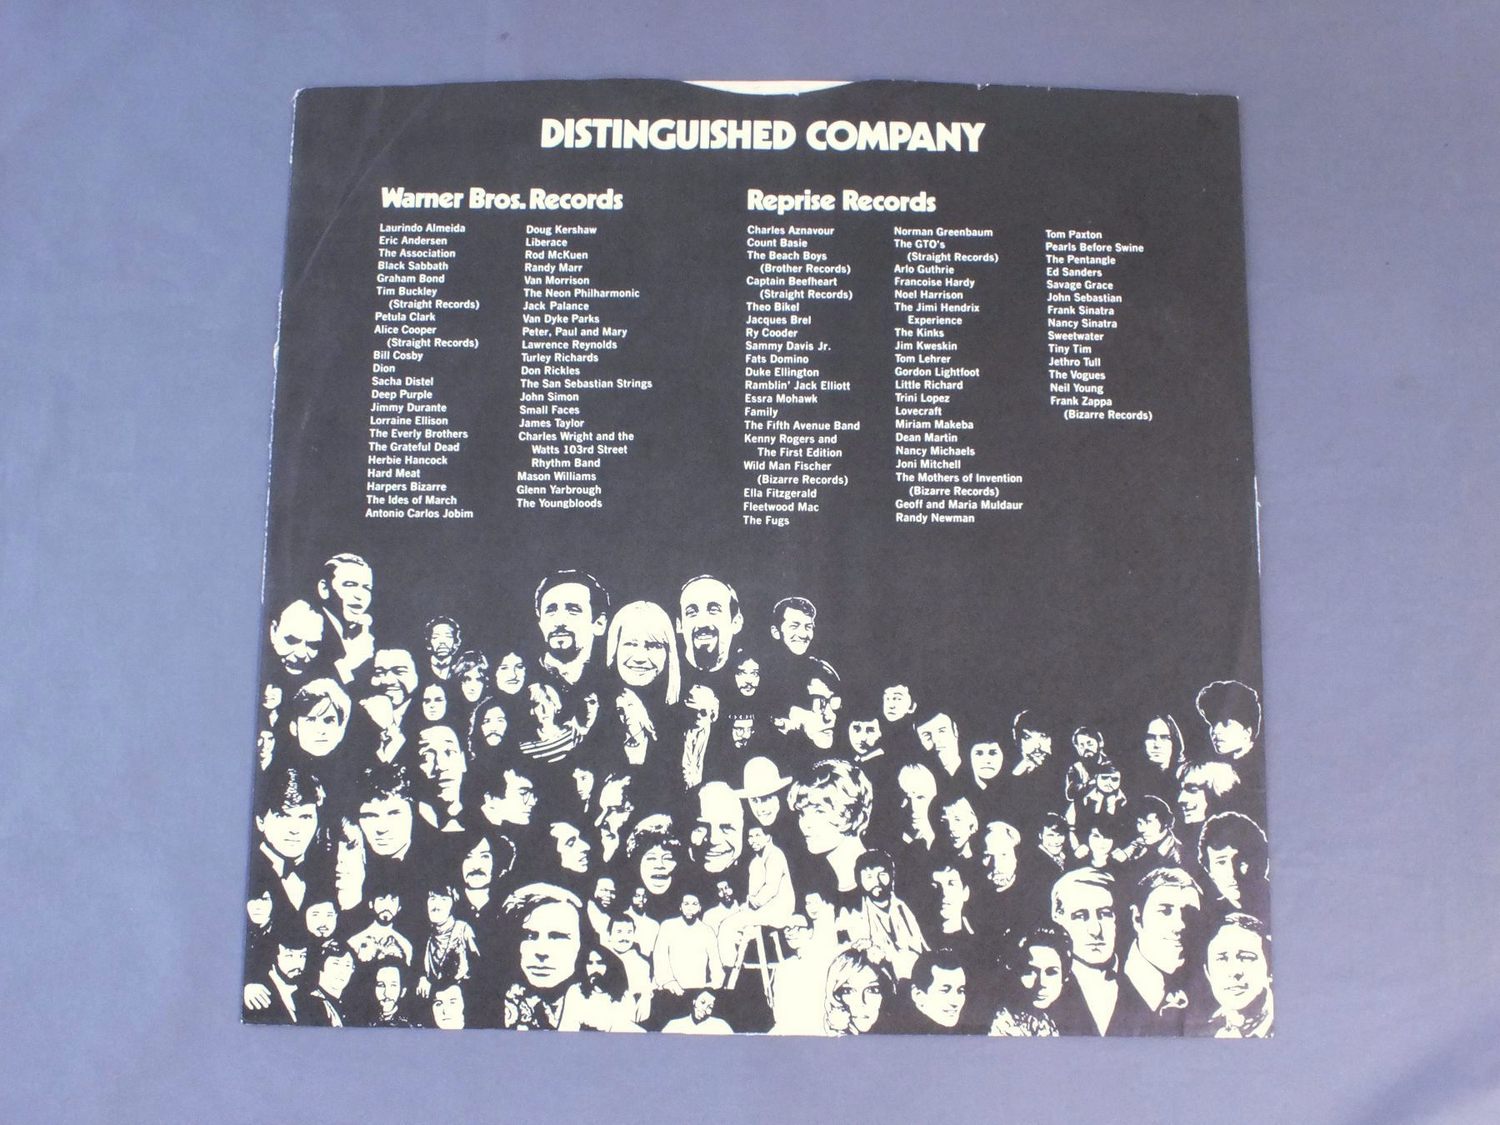 DISTINGUISHED COMPANY
Warner Bros. Records
Laurindo Almeida
Eric Andersen
The Association
Black Sabbath
Graham Bond
Tim Buckley
(Straight Records)
Petula Clark
Alice Cooper
(Straight Records)
Bill Cosby
Dion
Sacha Distel
Deep Purple
Jimmy Durante
Lorraine Ellison
The Everly Brothers
The Grateful Dead
Herbie Hancock
Hard Meat
Harpers Bizarre
The Ides of March
Antonio Carlos Jobim
Doug Kershaw
Liberace
Rod McKuen
Randy Marr
Van Morrison
The Neon Philharmonic
Jack Palance
Van Dyke Parks
Peter, Paul and Mary
Lawrence Reynolds
Turley Richards
Don Rickles
The San Sebastian Strings
John Simon
Small Faces
James Taylor
Charles Wright and the
Watts 103rd Street
Rhythm Band
Mason Williams
Glenn Yarbrough
The Youngbloods
Reprise Records
Charles Aznavour
Count Basie
The Beach Boys
(Brother Records)
Captain Beefheart
(Straight Records)
Theo Bikel
Jacques Brel
Ry Cooder
Sammy Davis Jr.
Fats Domino
Duke Ellington
Ramblin' Jack Elliott
Essra Mohawk
Family
The Fifth Avenue Band
Kenny Rogers and
The First Edition
Wild Man Fischer
(Bizarre Records)
Ella Fitzgerald
Fleetwood Mac
The Fugs
Norman Greenbaum
The GTO's
(Straight Records)
Arlo Guthrie
Francoise Hardy
Noel Harrison
The Jimi Hendrix
Experience
The Kinks
Jim Kweskin
Tom Lehrer
Gordon Lightfoot
Little Richard
Trini Lopez
Lovecraft
Miriam Makeba
Dean Martin
Nancy Michaels
Joni Mitchell
The Mothers of Invention
(Bizarre Records)
Geoff and Maria Muldaur
Randy Newman
Tom Paxton
Pearls Before Swine
The Pentangle
Ed Sanders
Savage Grace
John Sebastian
Frank Sinatra
Nancy Sinatra
Sweetwater
Tiny Tim
Jethro Tull
The Vogues
Neil Young
Frank Zappa
(Bizarre Records)